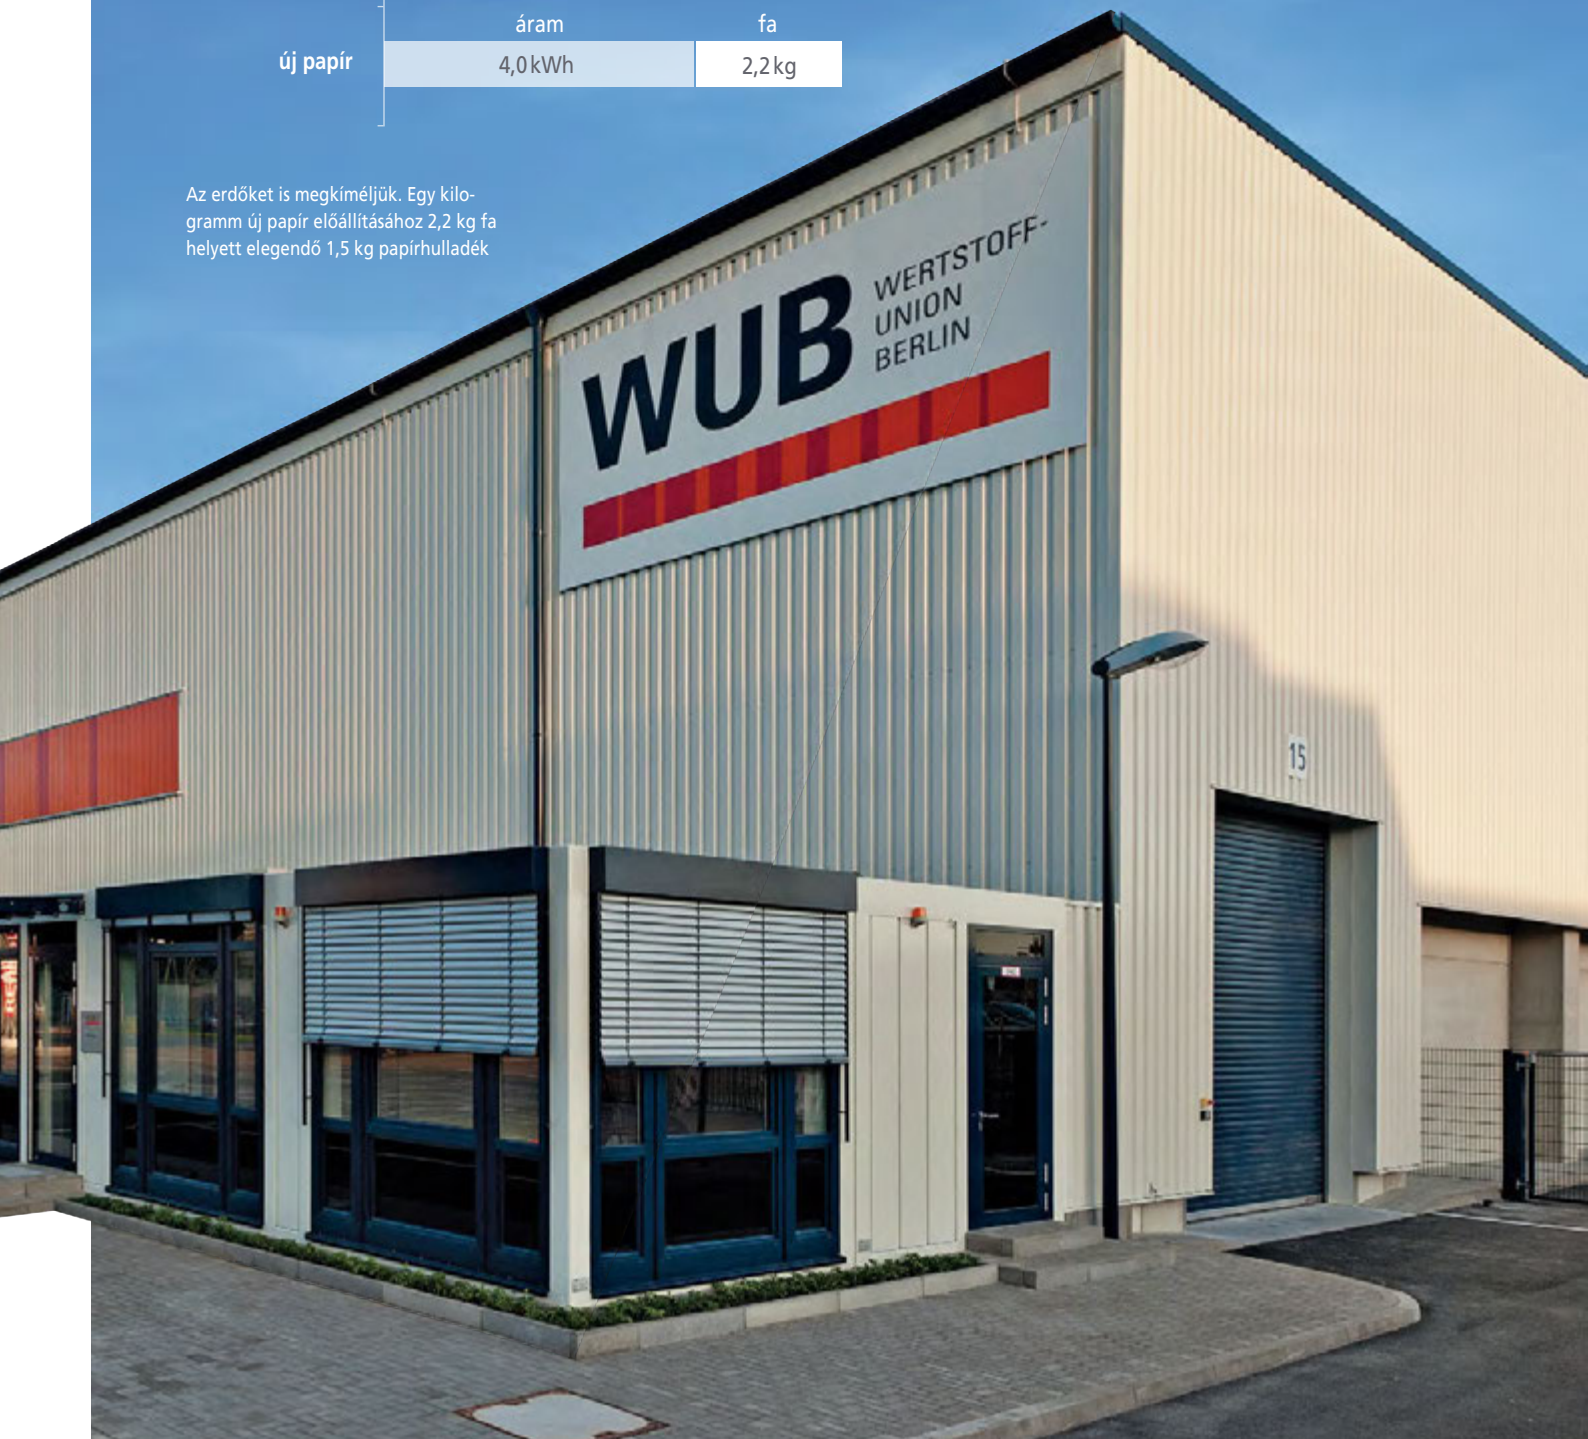 áram fa
új papír 4,0 kWh 2,2 kg
Az erdőket is megkíméljük. Egy kilo-
gramm új papír előállításához 2,2 kg fa
helyett elegendő 1,5 kg papírhulladék
WUB
WERTSTOFF-
UNION
BERLIN
15